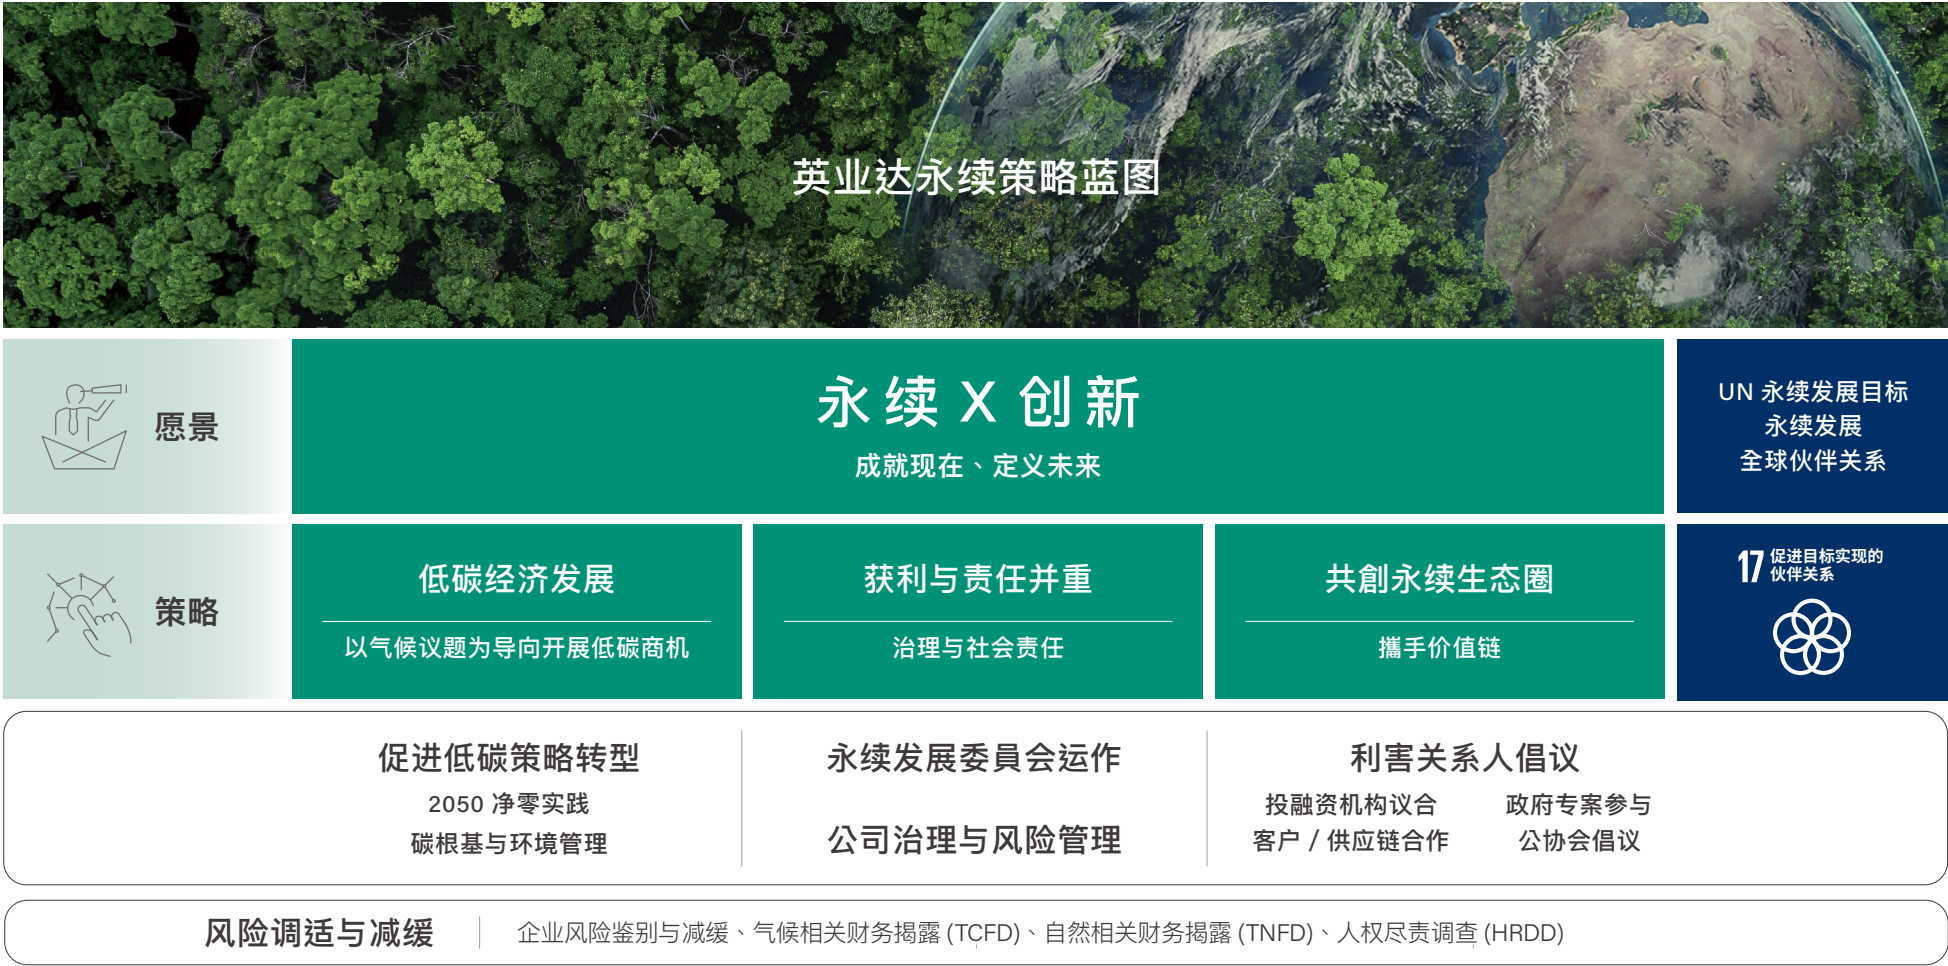 英业达永续策略蓝图
愿景
永续 X 创新
成就现在、定义未来
UN 永续发展目标
永续发展
全球伙伴关系
策略
低碳经济发展
以气候议题为导向开展低碳商机
获利与责任并重
治理与社会责任
共創永续生态圈
攜手价值链
17 促进目标实现的
伙伴关系
促进低碳策略转型
2050 净零实践
碳根基与环境管理
永续发展委員会运作
公司治理与风险管理
利害关系人倡议
投融资机构议合
政府专案参与
客户 / 供应链合作
公协会倡议
风险调适与减缓
企业风险鉴别与减缓、气候相关财务揭露 (TCFD)、自然相关财务揭露 (TNFD)、人权尽责调查 (HRDD)